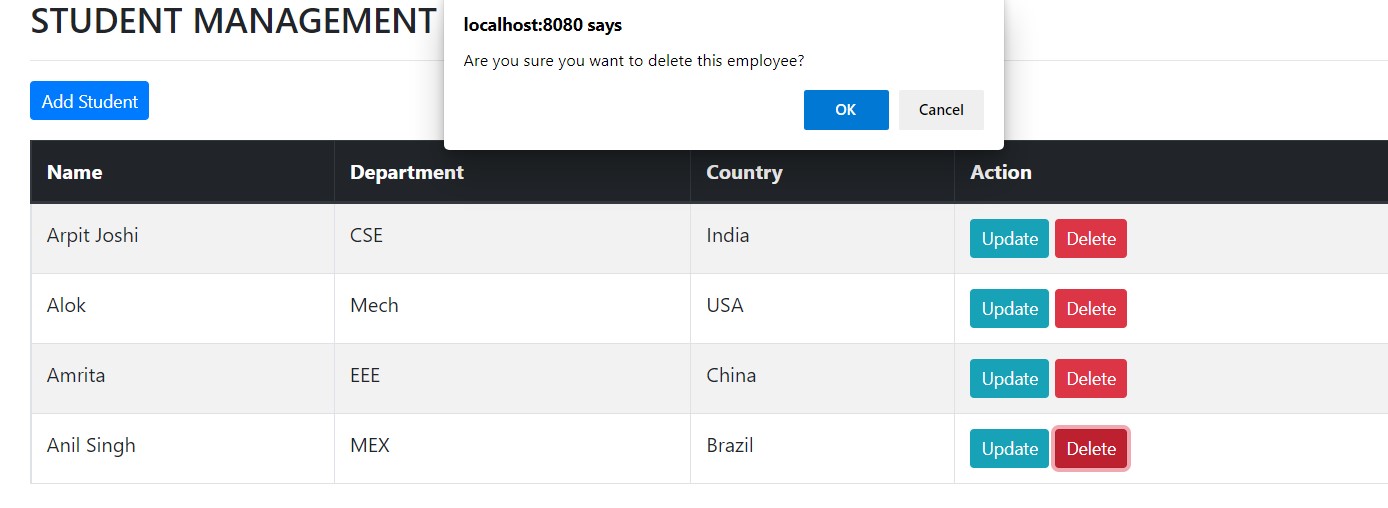 STUDENT MANAGEMENT
localhost:8080 says
Are you sure you want to delete this employee?
OK Cancel
Add Student
Name Department Country Action
Arpit Joshi CSE India Update Delete
Alok Mech USA Update Delete
Amrita EEE China Update Delete
Anil Singh MEX Brazil Update Delete